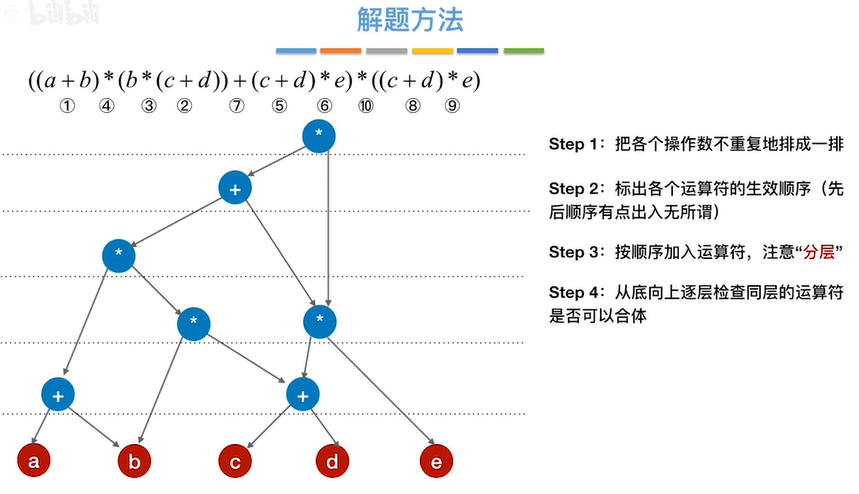 bilibili
解题方法
((a+b)*(b*(c+d))+(c+d)*e)*((c+d)*e)
① ④ ③ ② ⑦ ⑤ ⑥ ⑩ ⑧ ⑨
Step 1：把各个操作数不重复地排成一排
Step 2：标出各个运算符的生效顺序（先
后顺序有点出入无所谓）
Step 3：按顺序加入运算符，注意“分层”
Step 4：从底向上逐层检查同层的运算符
是否可以合体
*
+
*
* *
+ +
a b c d e